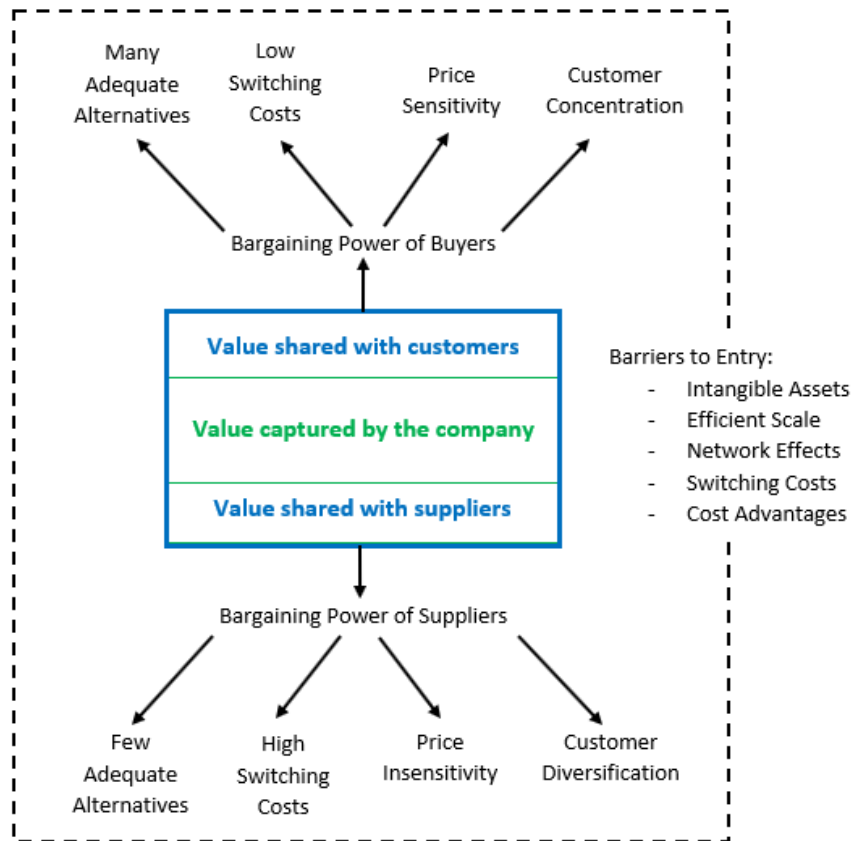 Many
Adequate
Alternatives
Low
Switching
Costs
Price
Sensitivity
Customer
Concentration
Bargaining Power of Buyers
Value shared with customers
Value captured by the company
Value shared with suppliers
Barriers to Entry:
- Intangible Assets
- Efficient Scale
- Network Effects
- Switching Costs
- Cost Advantages
Bargaining Power of Suppliers
Few
Adequate
Alternatives
High
Switching
Costs
Price
Insensitivity
Customer
Diversification